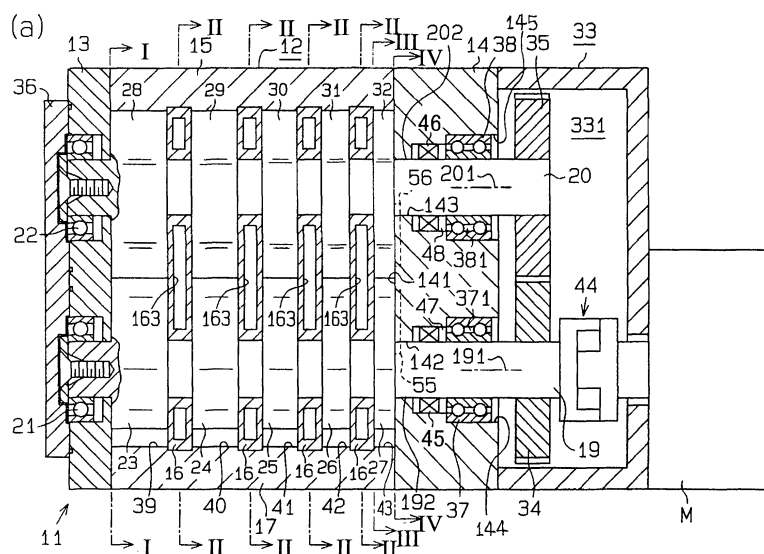 (a)
13 I 15 II 12 II II II III 202 IV 14 38 145 35 33
36 28 29 30 31 32
46 331
56 201 20
143
22 48 381
163 163 163 163 141 47 371 44
142
191
55
21
23 16 24 16 25 16 26 16 27 45 19
39 40 17 41 42 43 192 IV 37 144 34 M
11 I II II II II III